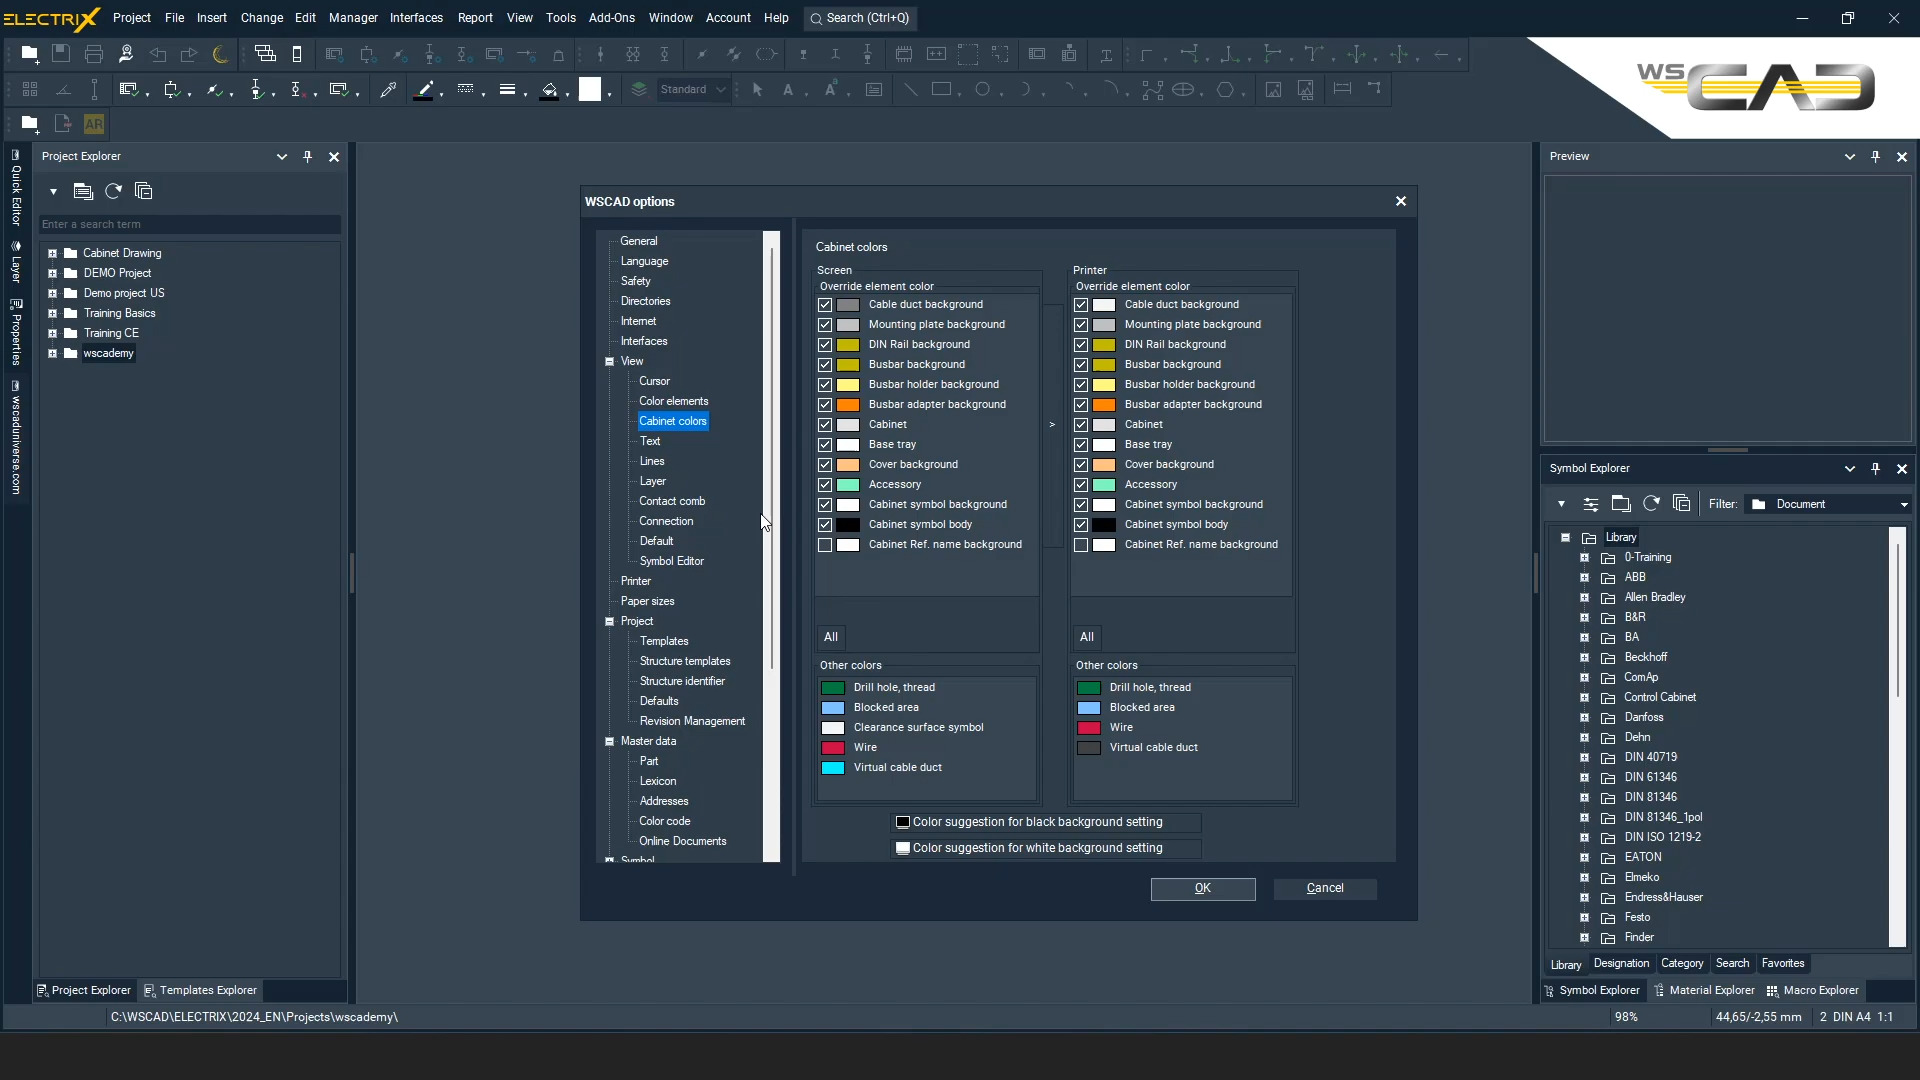 ELECTRIX Project File Insert Change Edit Manager Interfaces Report View Tools Add-Ons Window Account Help Search (Ctrl+Q)
Standard
WSCAD
AR
Project Explorer
Enter a search term
Cabinet Drawing
DEMO Project
Demo project US
Training Basics
Training CE
wscademy
Quick Editor
Layer
Properties
wscaduniverse.com
Project Explorer Templates Explorer
WSCAD options
General
Language
Safety
Directories
Internet
Interfaces
View
Cursor
Color elements
Cabinet colors
Text
Lines
Layer
Contact comb
Connection
Default
Symbol Editor
Printer
Paper sizes
Project
Templates
Structure templates
Structure identifier
Defaults
Revision Management
Master data
Part
Lexicon
Addresses
Color code
Online Documents
Symbol
Cabinet colors
Screen
Override element color
Cable duct background
Mounting plate background
DIN Rail background
Busbar background
Busbar holder background
Busbar adapter background
Cabinet
Base tray
Cover background
Accessory
Cabinet symbol background
Cabinet symbol body
Cabinet Ref. name background
All
Other colors
Drill hole, thread
Blocked area
Clearance surface symbol
Wire
Virtual cable duct
>
Printer
Override element color
Cable duct background
Mounting plate background
DIN Rail background
Busbar background
Busbar holder background
Busbar adapter background
Cabinet
Base tray
Cover background
Accessory
Cabinet symbol background
Cabinet symbol body
Cabinet Ref. name background
All
Other colors
Drill hole, thread
Blocked area
Wire
Virtual cable duct
Color suggestion for black background setting
Color suggestion for white background setting
OK Cancel
Preview
Symbol Explorer
Filter: Document
Library
0-Training
ABB
Allen Bradley
B&R
BA
Beckhoff
ComAp
Control Cabinet
Danfoss
Dehn
DIN 40719
DIN 61346
DIN 81346
DIN 81346_1pol
DIN ISO 1219-2
EATON
Elmeko
Endress&Hauser
Festo
Finder
Library Designation Category Search Favorites
Symbol Explorer Material Explorer Macro Explorer
C:\WSCAD\ELECTRIX\2024_EN\Projects\wscademy\ 98% 44,65/-2,55 mm 2 DIN A4 1:1